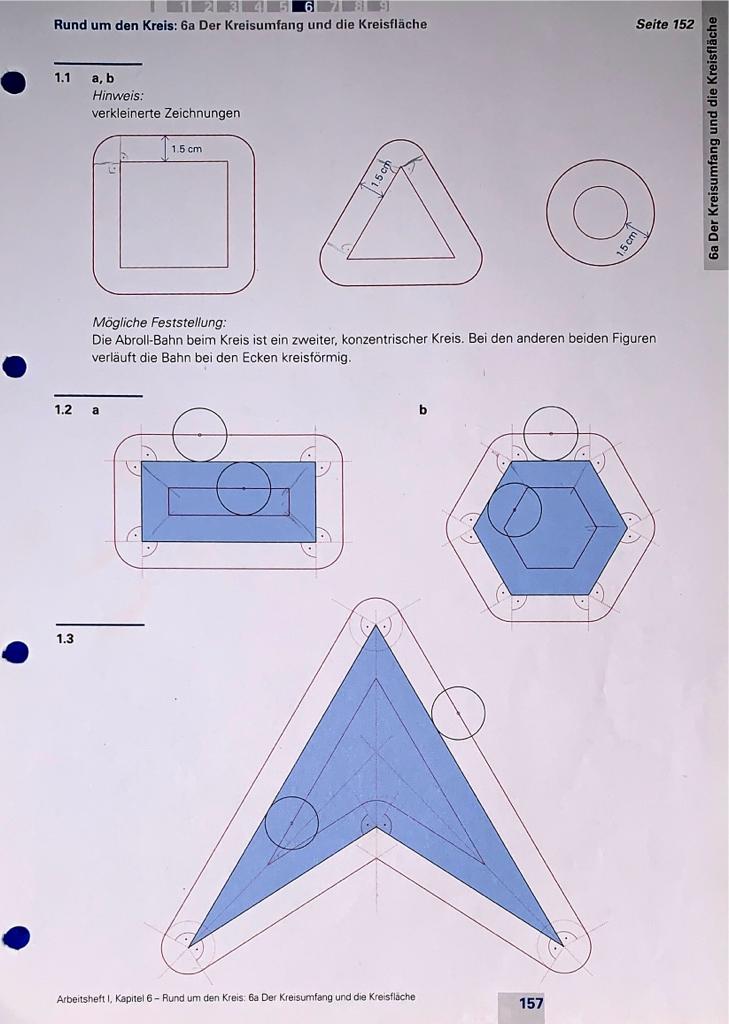 1 2 3 4 5 6 7 8 9
Rund um den Kreis: 6a Der Kreisumfang und die Kreisfläche
Seite 152
6a Der Kreisumfang und die Kreisfläche
1.1 a, b
Hinweis:
verkleinerte Zeichnungen
1.5 cm
1.5 cm
1.5 cm
Mögliche Feststellung:
Die Abroll-Bahn beim Kreis ist ein zweiter, konzentrischer Kreis. Bei den anderen beiden Figuren
verläuft die Bahn bei den Ecken kreisförmig.
1.2 a
b
1.3
Arbeitsheft I, Kapitel 6 – Rund um den Kreis: 6a Der Kreisumfang und die Kreisfläche
157